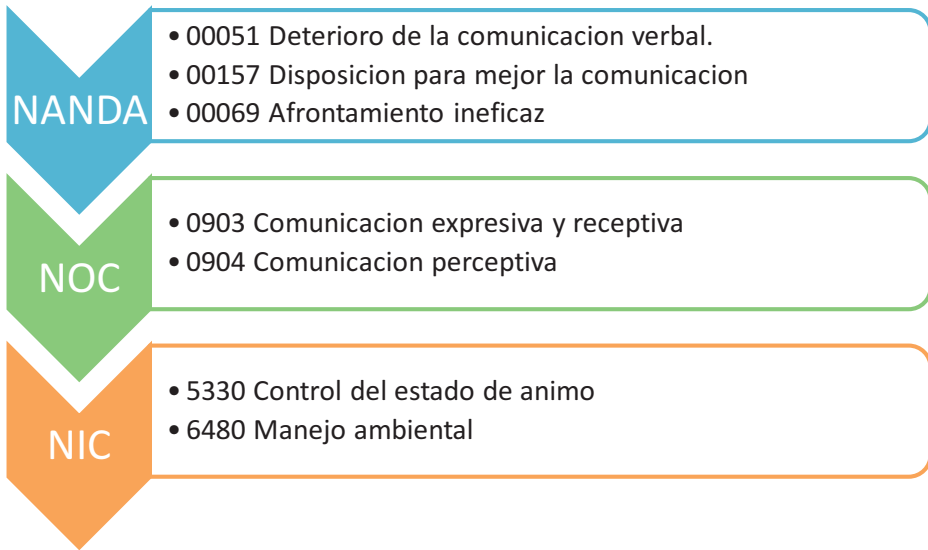 NANDA
• 00051 Deterioro de la comunicacion verbal.
• 00157 Disposicion para mejor la comunicacion
• 00069 Afrontamiento ineficaz
NOC
• 0903 Comunicacion expresiva y receptiva
• 0904 Comunicacion perceptiva
NIC
• 5330 Control del estado de animo
• 6480 Manejo ambiental